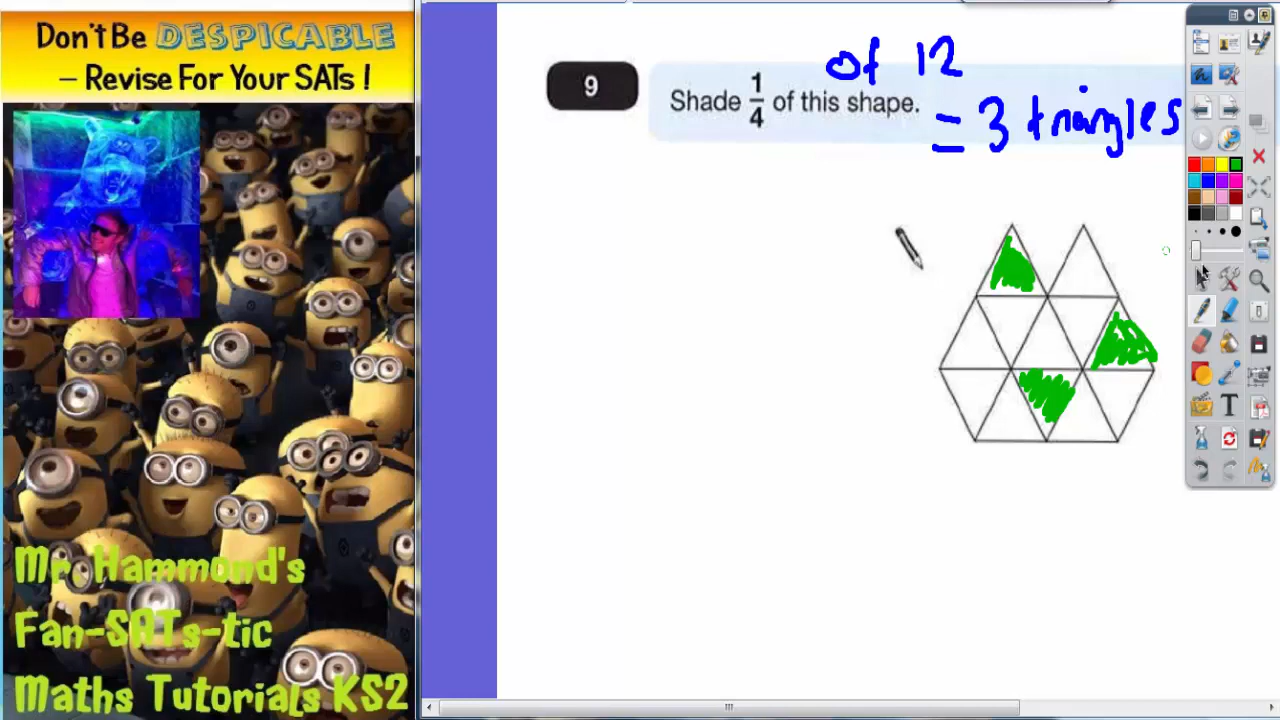 Don't Be DESPICABLE
– Revise For Your SATs !
Mr. Hammond's
Fan-SATs-tic
Maths Tutorials KS2
9
of 12
Shade 1/4 of this shape.
= 3 triangles
T